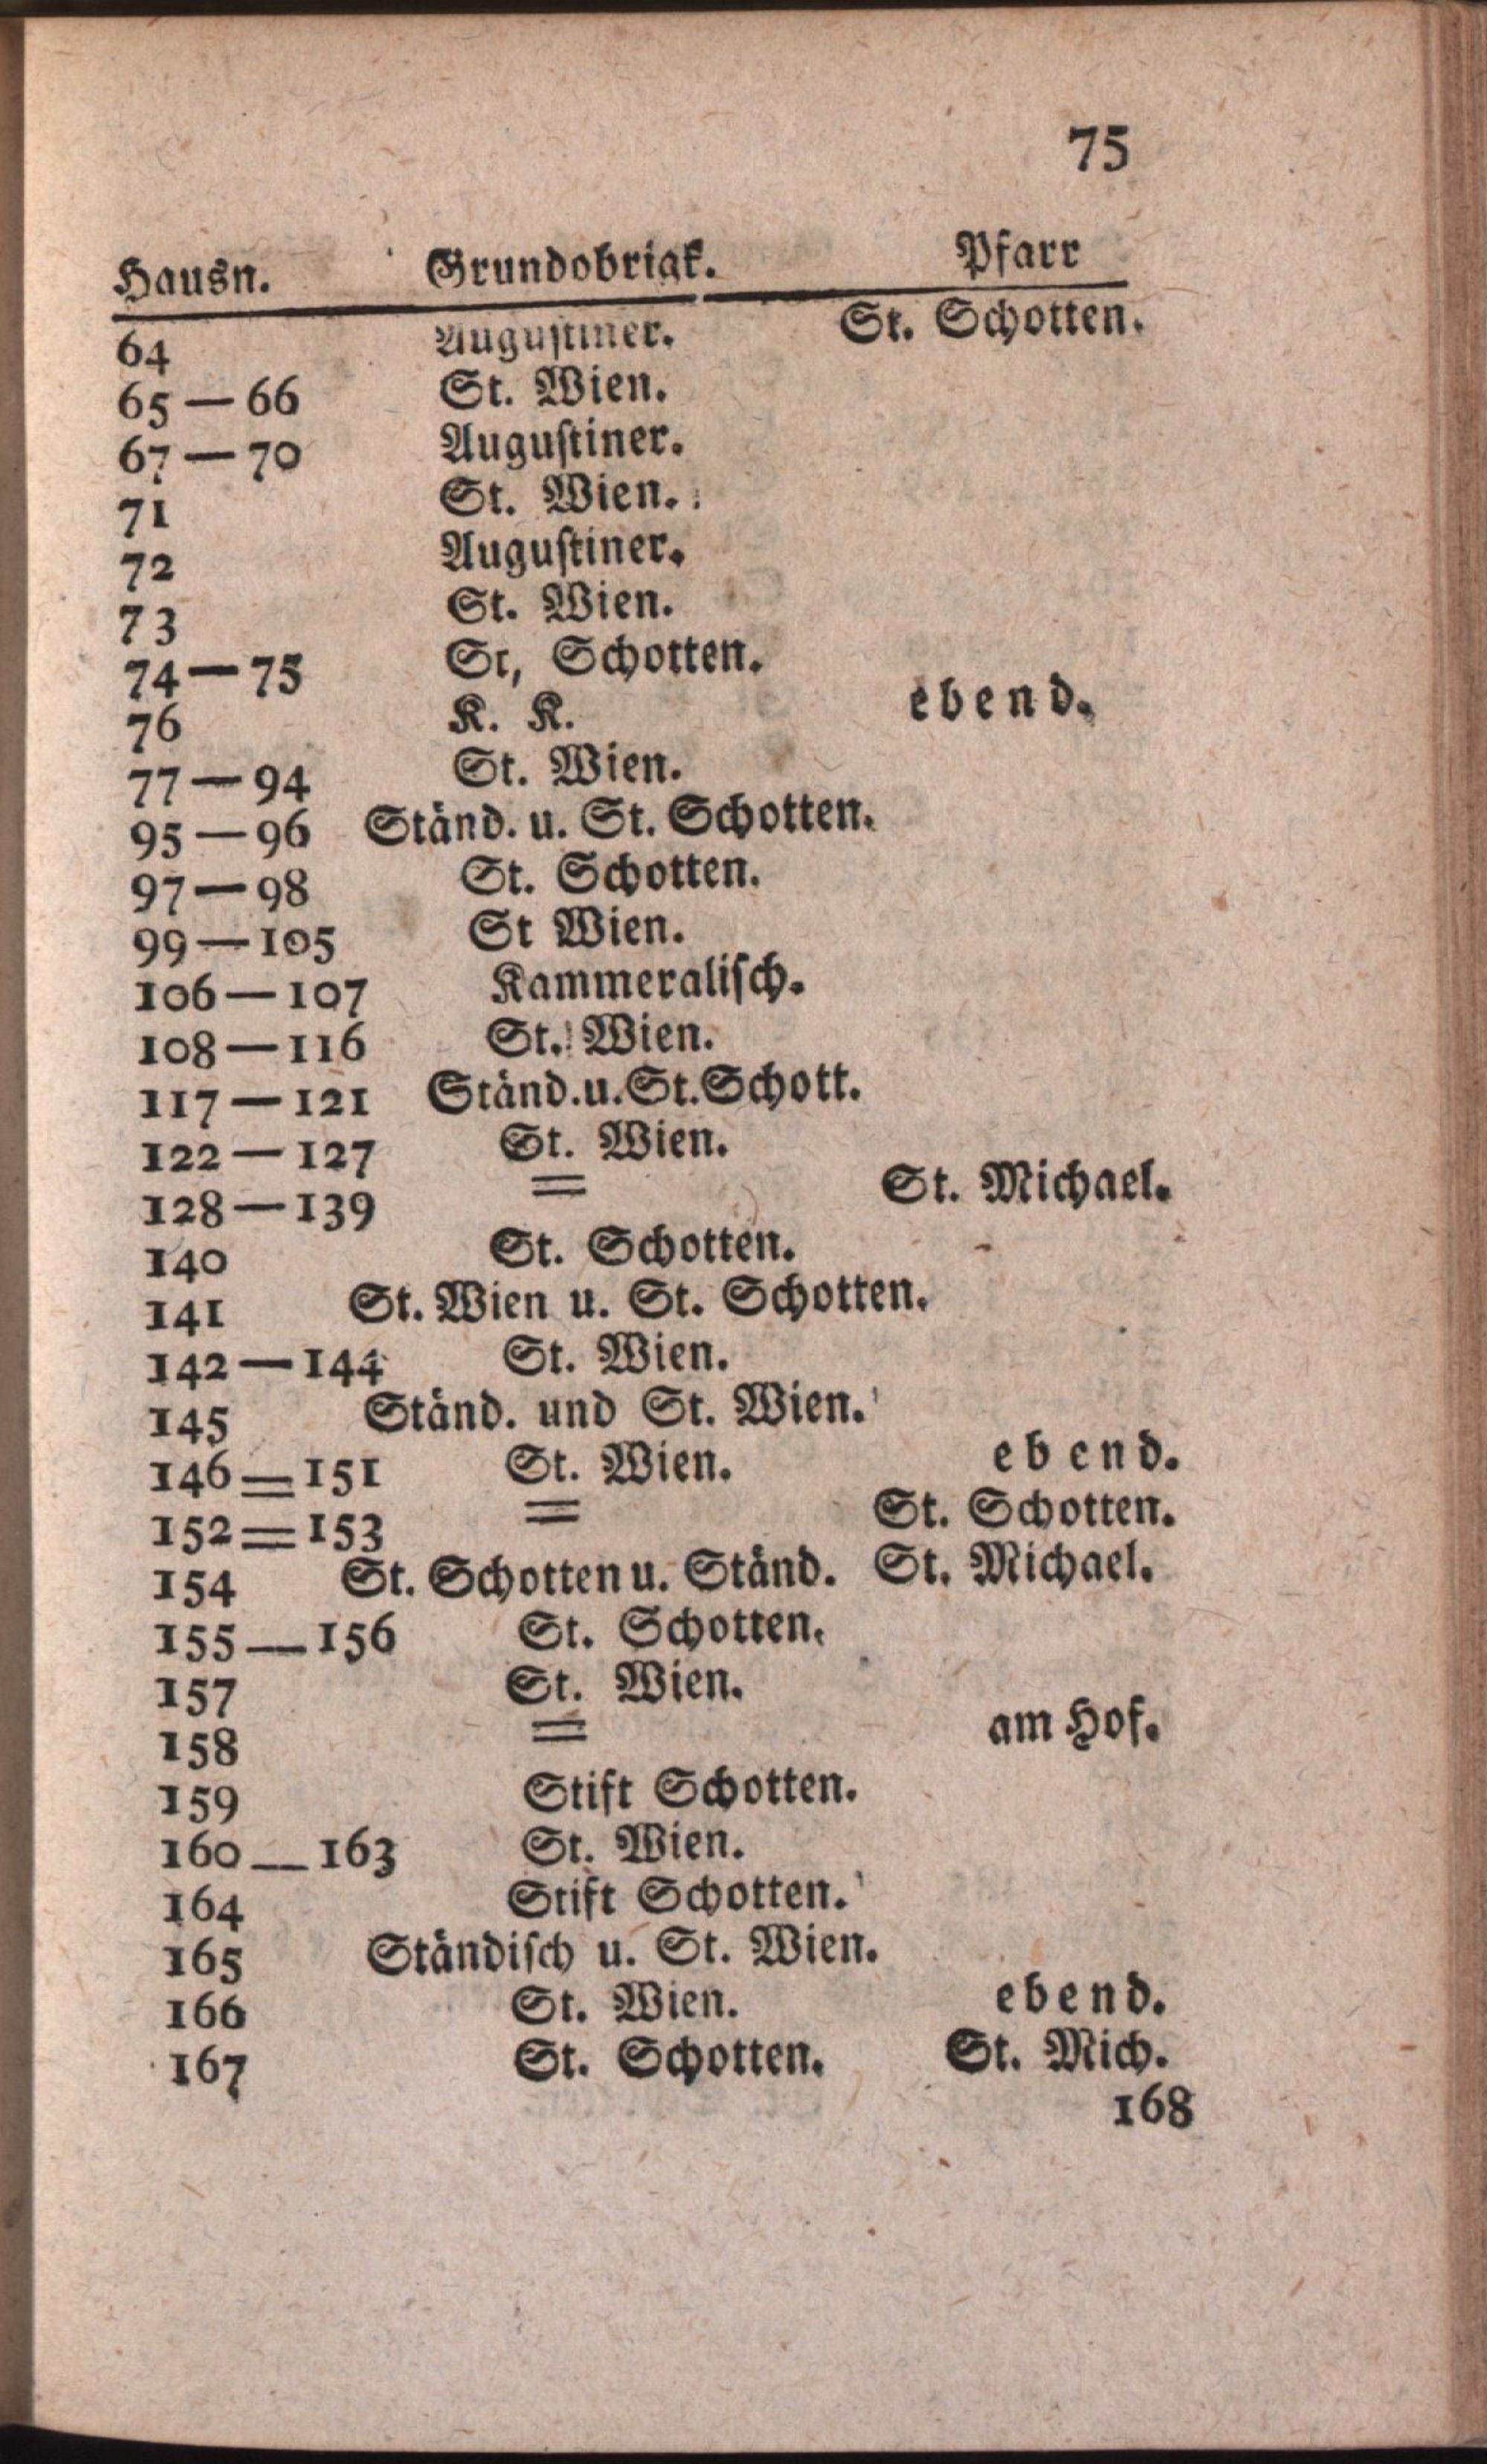 75
Hausn. Grundobrigk. Pfarr
64 Augustiner. St. Schotten.
65 — 66 St. Wien.
67 — 70 Augustiner.
71 St. Wien.
72 Augustiner.
73 St. Wien.
74 — 75 St, Schotten.
76 K. K. ebend.
77 — 94 St. Wien.
95 — 96 Ständ. u. St. Schotten.
97 — 98 St. Schotten.
99 — 105 St Wien.
106 — 107 Kammeralisch.
108 — 116 St. Wien.
117 — 121 Ständ. u. St. Schott.
122 — 127 St. Wien.
128 — 139 = St. Michael.
140 St. Schotten.
141 St. Wien u. St. Schotten.
142 — 144 St. Wien.
145 Ständ. und St. Wien.
146 = 151 St. Wien. ebend.
152 = 153 = St. Schotten.
154 St. Schotten u. Ständ. St. Michael.
155 — 156 St. Schotten.
157 St. Wien.
158 = am Hof.
159 Stift Schotten.
160 — 163 St. Wien.
164 Stift Schotten.
165 Ständisch u. St. Wien.
166 St. Wien. ebend.
167 St. Schotten. St. Mich.
168